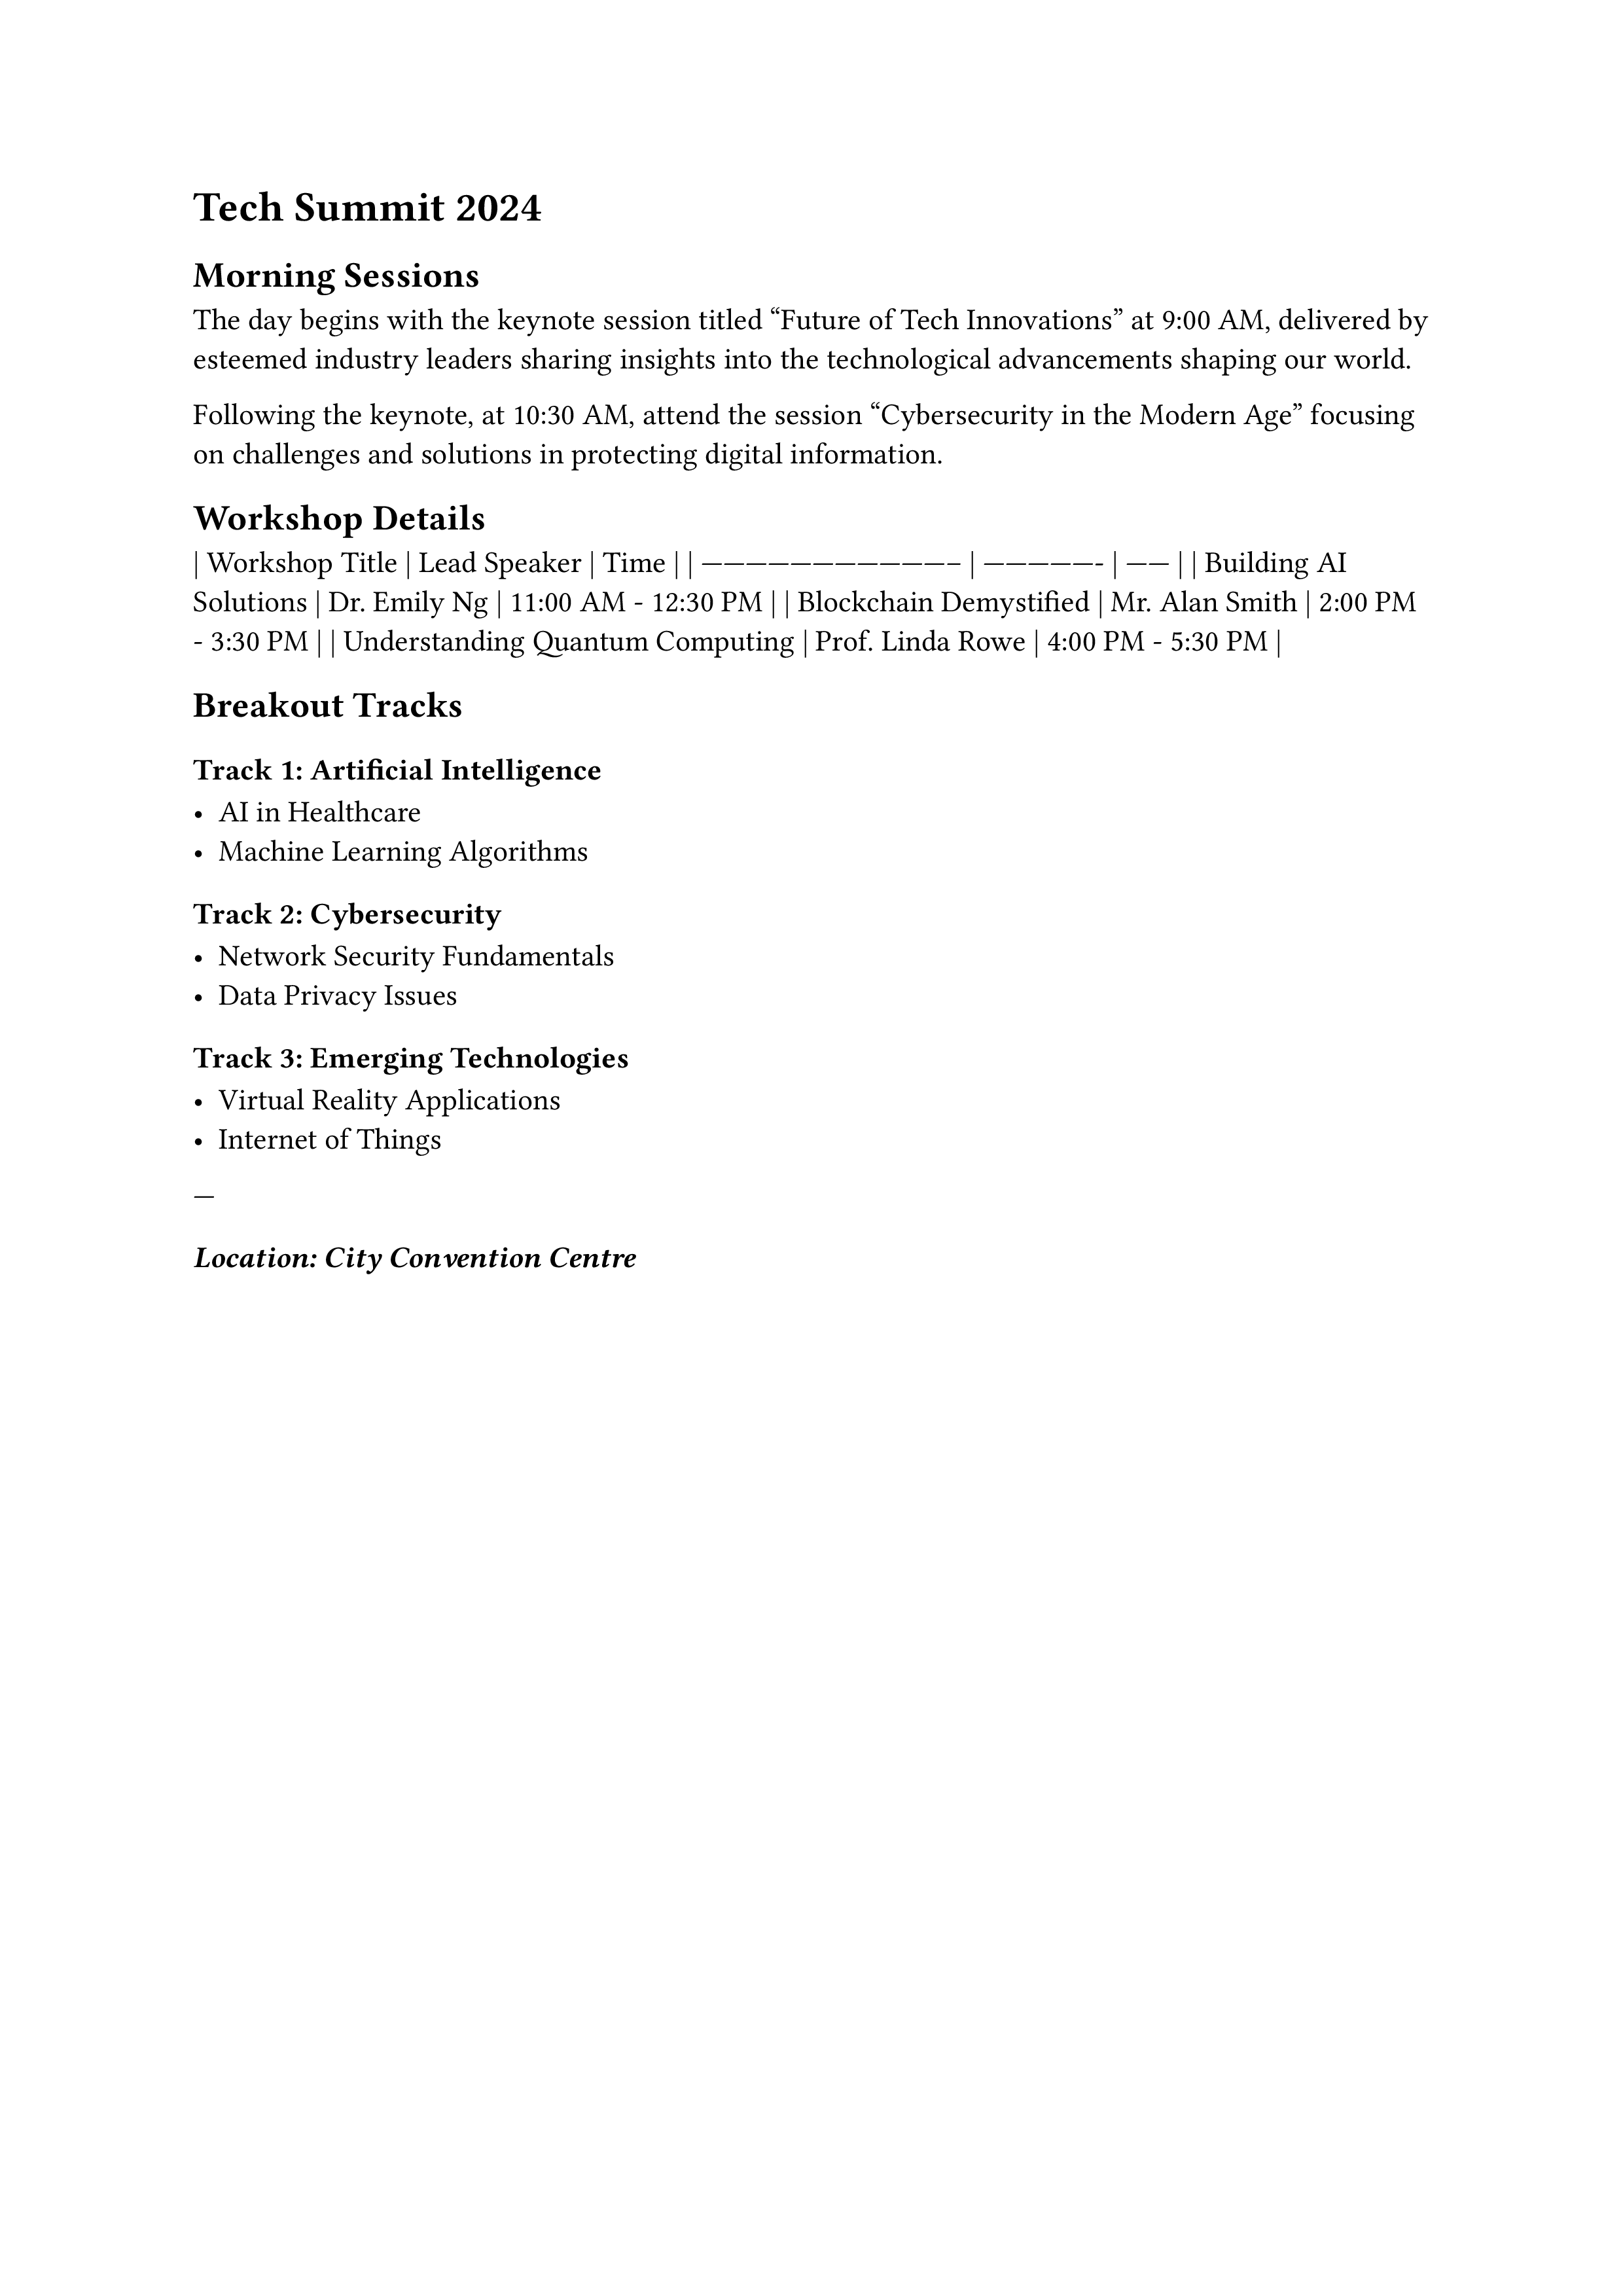 Tech Summit 2024
Morning Sessions
The day begins with the keynote session titled “Future of Tech Innovations” at 9:00 AM, delivered by
esteemed industry leaders sharing insights into the technological advancements shaping our world.
Following the keynote, at 10:30 AM, attend the session “Cybersecurity in the Modern Age” focusing
on challenges and solutions in protecting digital information.
Workshop Details
| Workshop Title | Lead Speaker | Time | | ———————————– | —————- | —— | | Building AI
Solutions | Dr. Emily Ng | 11:00 AM - 12:30 PM | | Blockchain Demystified | Mr. Alan Smith | 2:00 PM
- 3:30 PM | | Understanding Quantum Computing | Prof. Linda Rowe | 4:00 PM - 5:30 PM |
Breakout Tracks
Track 1: Artificial Intelligence
• AI in Healthcare
• Machine Learning Algorithms
Track 2: Cybersecurity
• Network Security Fundamentals
• Data Privacy Issues
Track 3: Emerging Technologies
• Virtual Reality Applications
• Internet of Things
—
Location: City Convention Centre